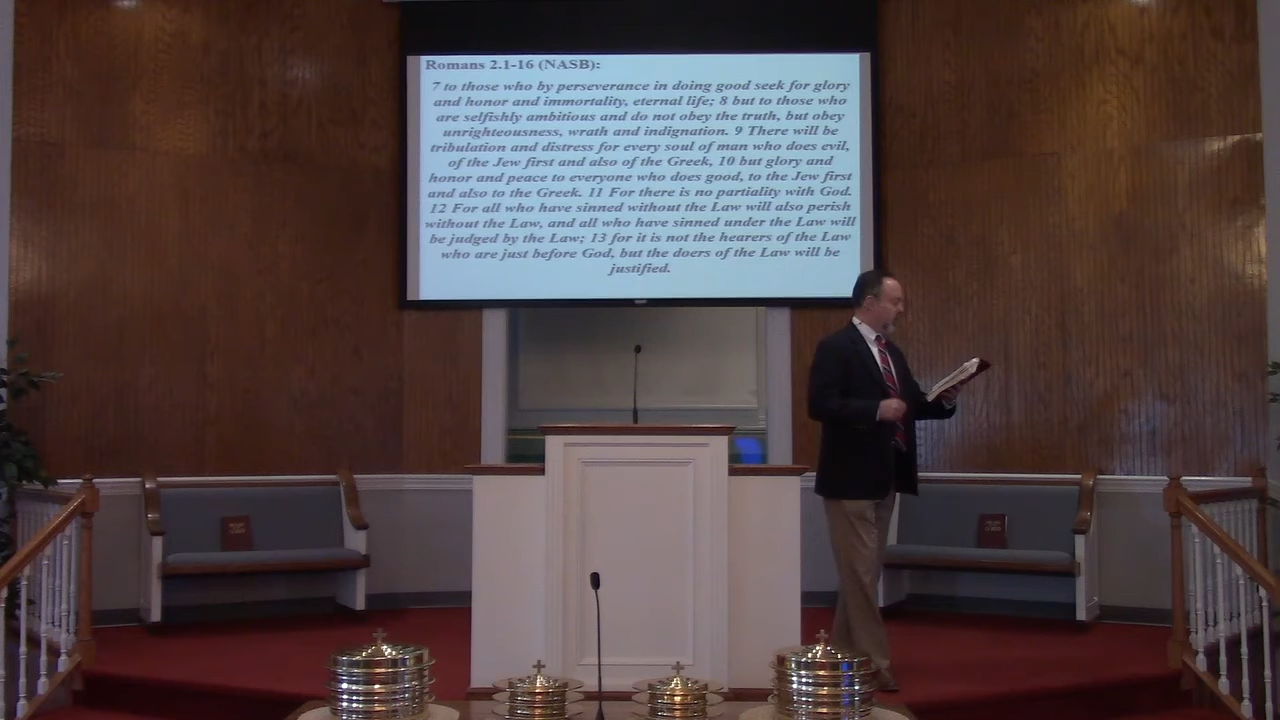 Romans 2.1-16 (NASB):
7 to those who by perseverance in doing good seek for glory
and honor and immortality, eternal life; 8 but to those who
are selfishly ambitious and do not obey the truth, but obey
unrighteousness, wrath and indignation. 9 There will be
tribulation and distress for every soul of man who does evil,
of the Jew first and also of the Greek, 10 but glory and
honor and peace to everyone who does good, to the Jew first
and also to the Greek. 11 For there is no partiality with God.
12 For all who have sinned without the Law will also perish
without the Law, and all who have sinned under the Law will
be judged by the Law; 13 for it is not the hearers of the Law
who are just before God, but the doers of the Law will be
justified.